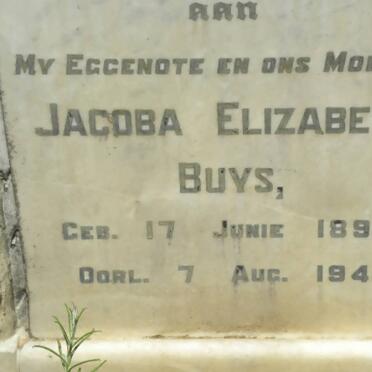 AAN
MY EGGENOTE EN ONS MO
JACOBA ELIZABE
BUYS,
GEB. 17 JUNIE 189
OORL. 7 AUG. 194